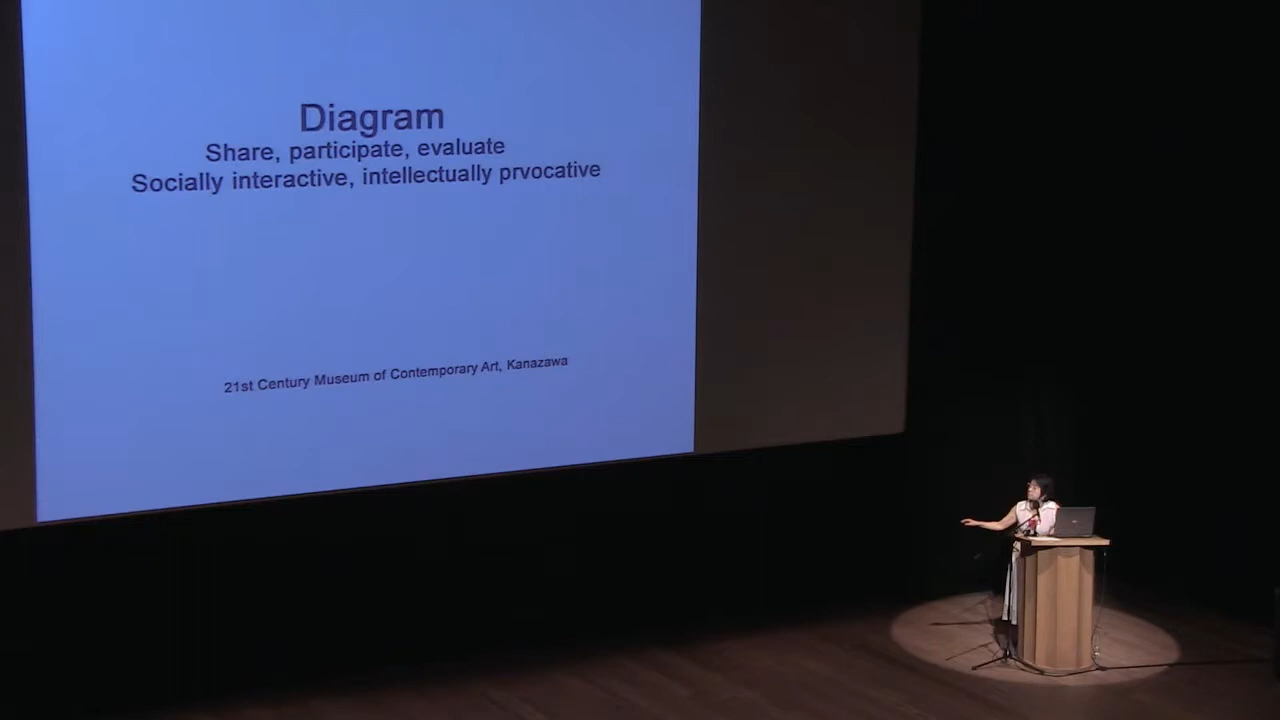 Diagram
Share, participate, evaluate
Socially interactive, intellectually prvocative
21st Century Museum of Contemporary Art, Kanazawa